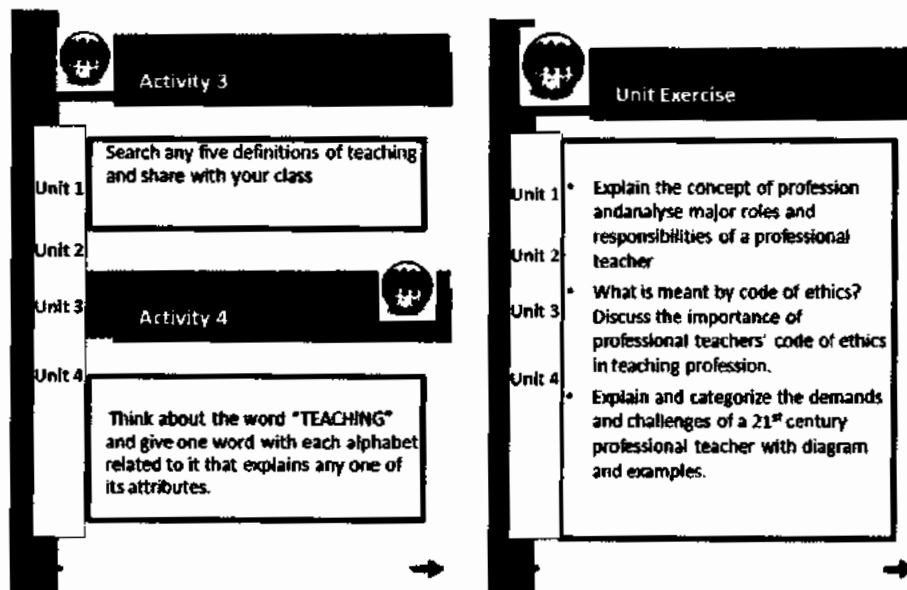 Activity 3
Search any five definitions of teaching
and share with your class
Unit 1
Unit 2
Unit 3
Unit 4
Activity 4
Think about the word "TEACHING"
and give one word with each alphabet
related to it that explains any one of
its attributes.
Unit Exercise
Unit 1
Unit 2
Unit 3
Unit 4
• Explain the concept of profession
andanalyse major roles and
responsibilities of a professional
teacher
• What is meant by code of ethics?
Discuss the importance of
professional teachers' code of ethics
in teaching profession.
• Explain and categorize the demands
and challenges of a 21st century
professional teacher with diagram
and examples.